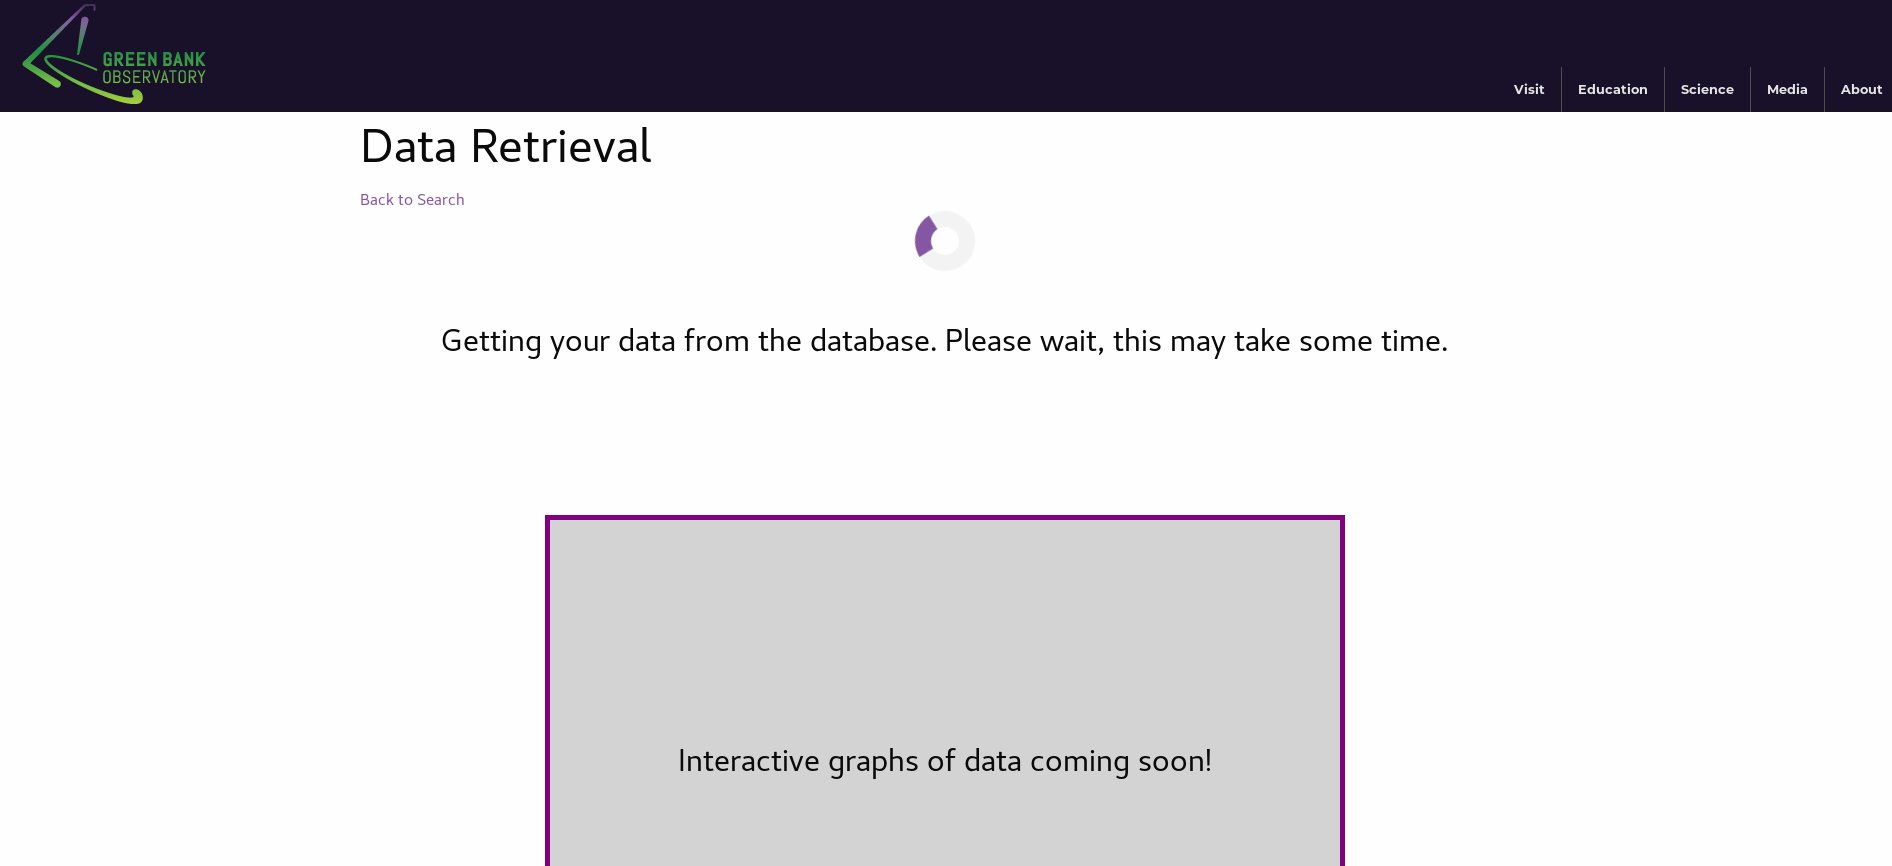 GREEN BANK
OBSERVATORY
Visit
Education
Science
Media
About
Data Retrieval
Back to Search
Getting your data from the database. Please wait, this may take some time.
Interactive graphs of data coming soon!